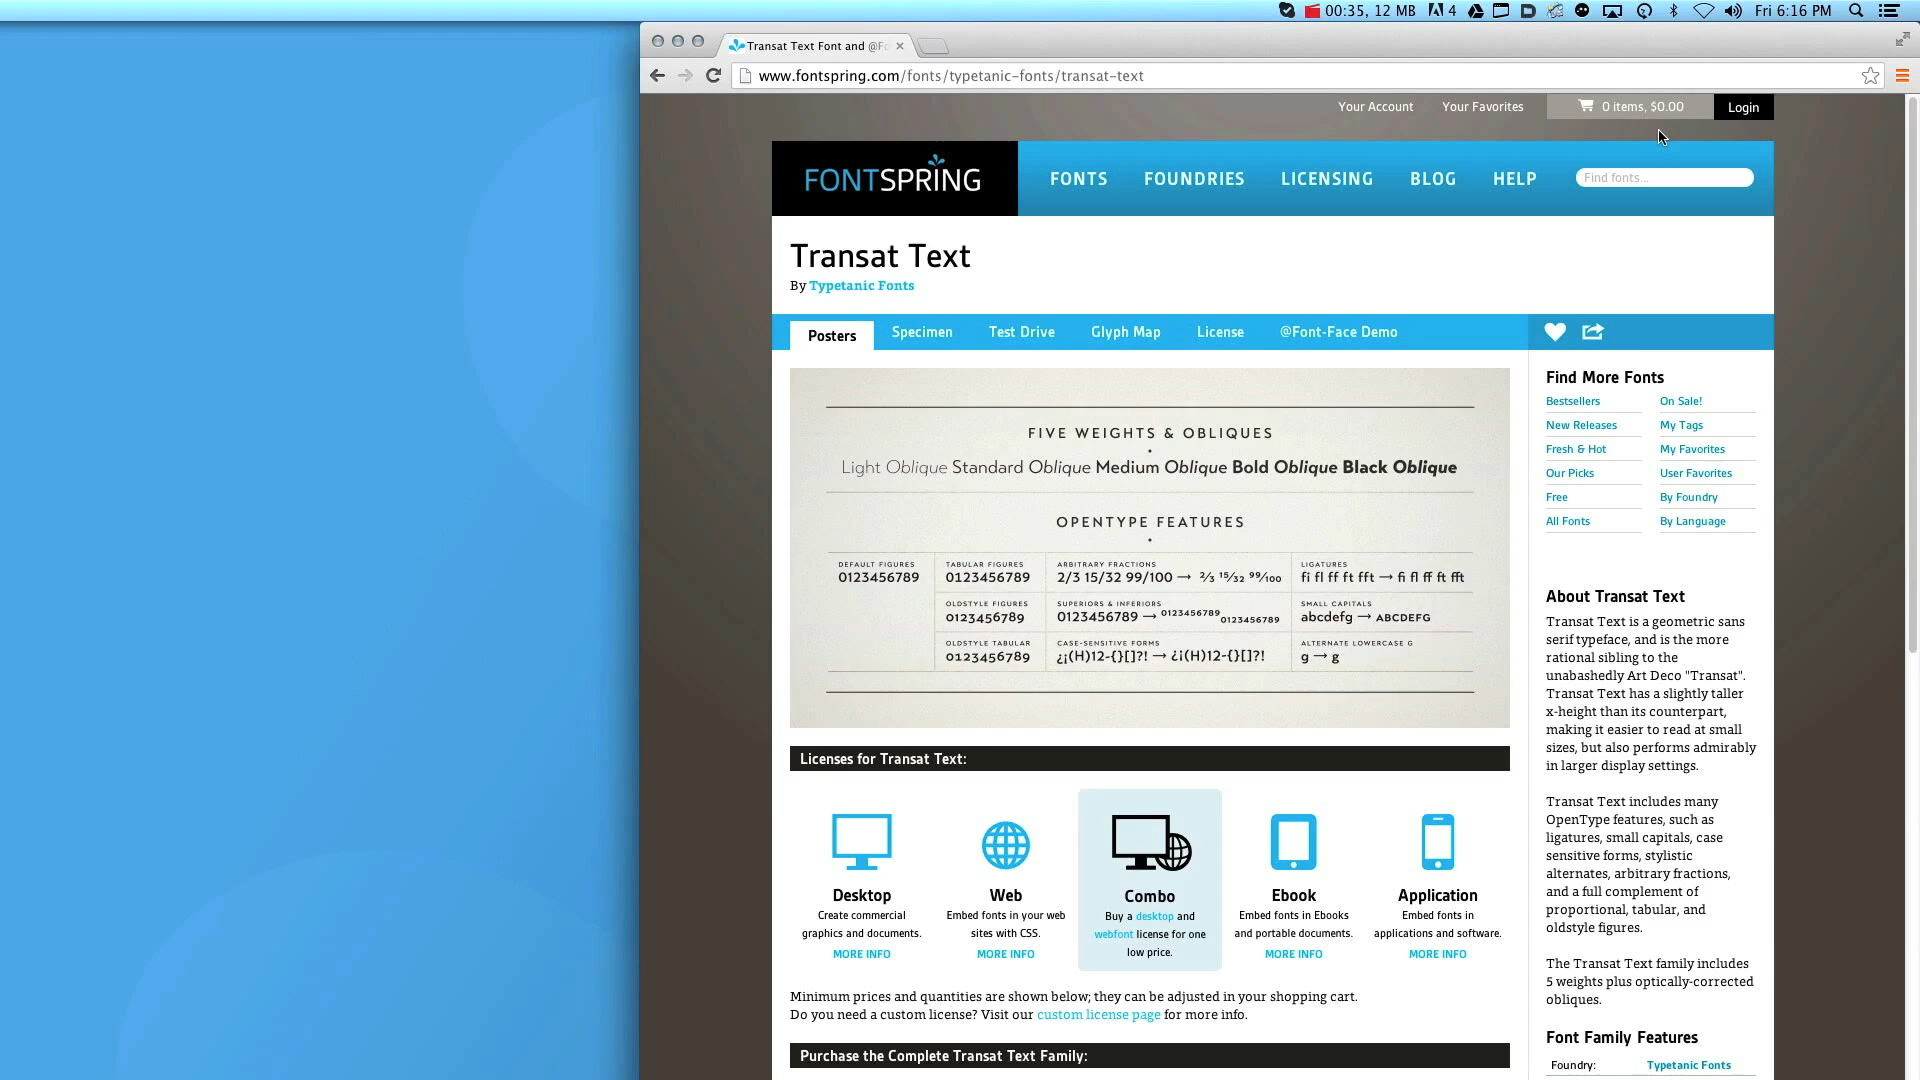 00:35, 12 MB 4 Fri 6:16 PM
Transat Text Font and @Fo
www.fontspring.com/fonts/typetanic-fonts/transat-text
Your Account Your Favorites 0 items, $0.00 Login
FONTSPRING FONTS FOUNDRIES LICENSING BLOG HELP Find fonts...
Transat Text
By Typetanic Fonts
Posters Specimen Test Drive Glyph Map License @Font-Face Demo
FIVE WEIGHTS & OBLIQUES
Light Oblique Standard Oblique Medium Oblique Bold Oblique Black Oblique
OPENTYPE FEATURES
DEFAULT FIGURES
0123456789
TABULAR FIGURES
0123456789
ARBITRARY FRACTIONS
2/3 15/32 99/100 → ²⁄₃ ¹⁵⁄₃₂ ⁹⁹⁄₁₀₀
LIGATURES
fi fl ff ft fft → fi fl ff ft fft
OLDSTYLE FIGURES
0123456789
SUPERIORS & INFERIORS
0123456789 → ⁰¹²³⁴⁵⁶⁷⁸⁹ ₀₁₂₃₄₅₆₇₈₉
SMALL CAPITALS
abcdefg → ABCDEFG
OLDSTYLE TABULAR
0123456789
CASE-SENSITIVE FORMS
¿¡(H)12-{}[]?! → ¿¡(H)12-{}[]?!
ALTERNATE LOWERCASE G
g → g
Licenses for Transat Text:
Desktop
Create commercial
graphics and documents.
MORE INFO
Web
Embed fonts in your web
sites with CSS.
MORE INFO
Combo
Buy a desktop and
webfont license for one
low price.
Ebook
Embed fonts in Ebooks
and portable documents.
MORE INFO
Application
Embed fonts in
applications and software.
MORE INFO
Minimum prices and quantities are shown below; they can be adjusted in your shopping cart.
Do you need a custom license? Visit our custom license page for more info.
Purchase the Complete Transat Text Family:
Find More Fonts
Bestsellers On Sale!
New Releases My Tags
Fresh & Hot My Favorites
Our Picks User Favorites
Free By Foundry
All Fonts By Language
About Transat Text
Transat Text is a geometric sans
serif typeface, and is the more
rational sibling to the
unabashedly Art Deco "Transat".
Transat Text has a slightly taller
x-height than its counterpart,
making it easier to read at small
sizes, but also performs admirably
in larger display settings.
Transat Text includes many
OpenType features, such as
ligatures, small capitals, case
sensitive forms, stylistic
alternates, arbitrary fractions,
and a full complement of
proportional, tabular, and
oldstyle figures.
The Transat Text family includes
5 weights plus optically-corrected
obliques.
Font Family Features
Foundry: Typetanic Fonts